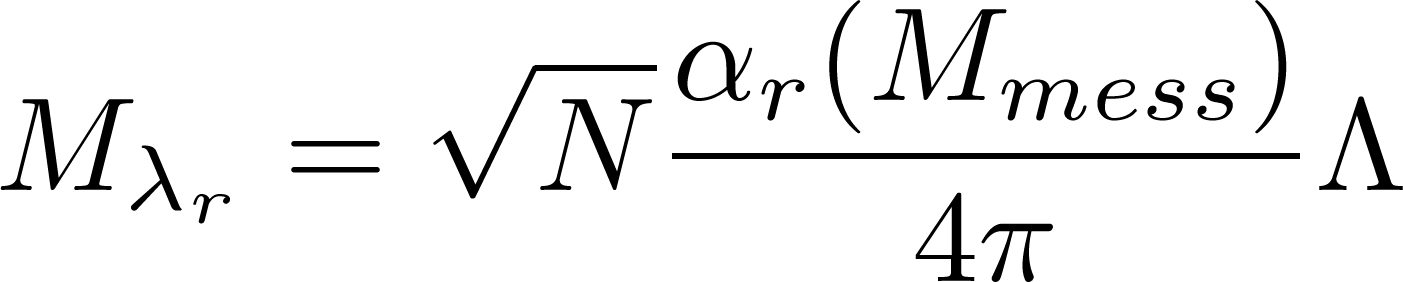 M_{\lambda_r} = \sqrt{N} \frac{\alpha_r(M_{mess})}{4\pi} \Lambda